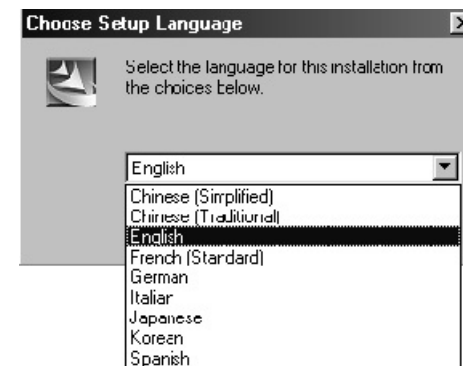 Choose Setup Language
Select the language for this installation from
the choices below.
English
Chinese (Simplified)
Chinese (Traditional)
English
French (Standard)
German
Italian
Japanese
Korean
Spanish